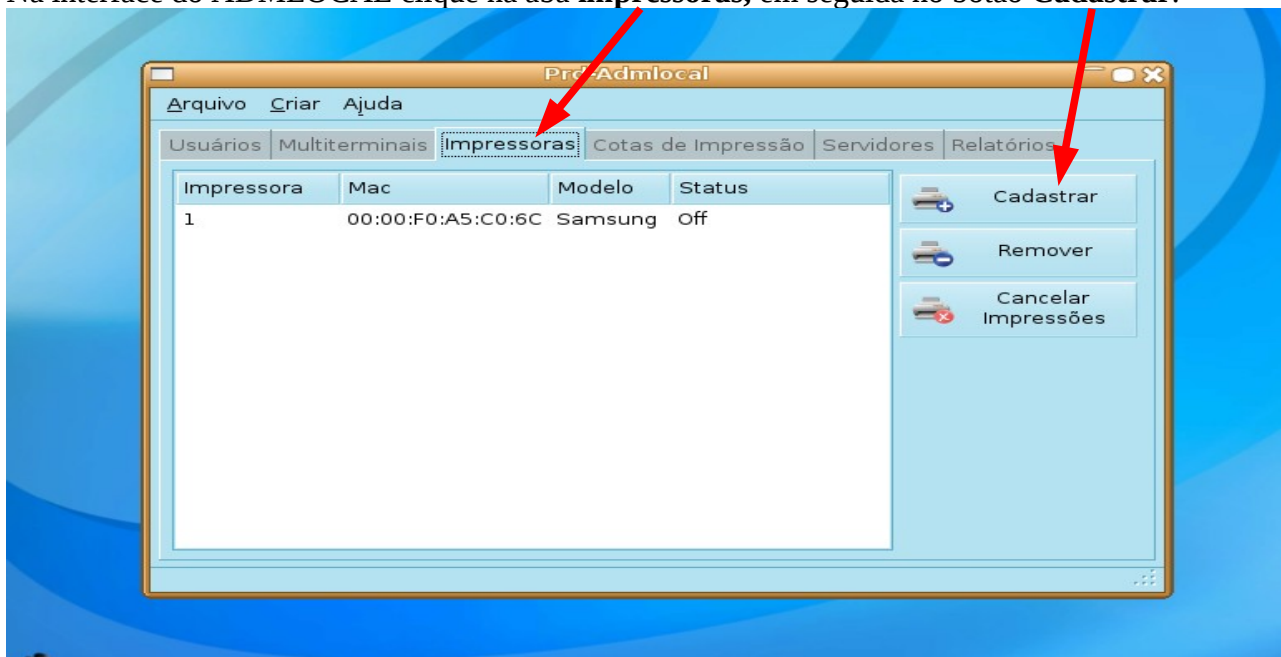 Na interface do ADMLOCAL clique na aba impressoras, em seguida no botão Cadastrar.
Prd-Admlocal
Arquivo Criar Ajuda
Usuários Multiterminais Impressoras Cotas de Impressão Servidores Relatórios
Impressora Mac Modelo Status
1 00:00:F0:A5:C0:6C Samsung Off
Cadastrar
Remover
Cancelar
Impressões